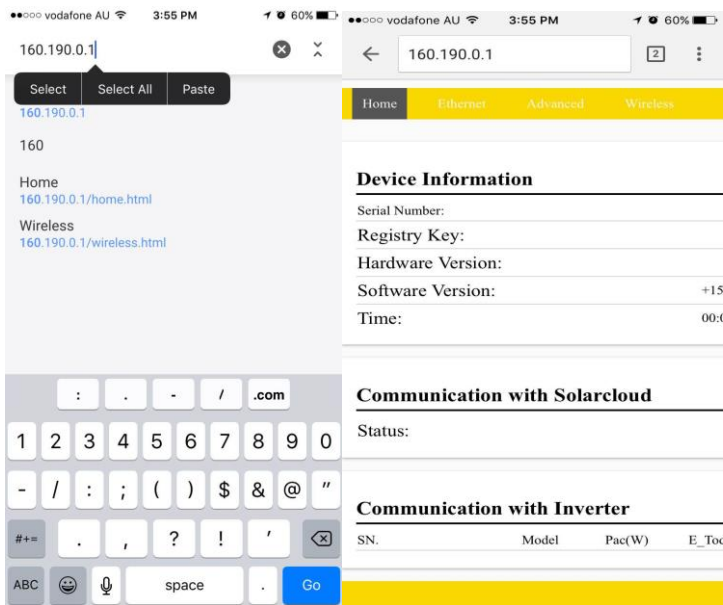 vodafone AU 3:55 PM 60%
160.190.0.1
Select Select All Paste
160.190.0.1
160
Home
160.190.0.1/home.html
Wireless
160.190.0.1/wireless.html
: . - / .com
1 2 3 4 5 6 7 8 9 0
- / : ; ( ) $ & @ "
#+= . , ? ! '
ABC space . Go
vodafone AU 3:55 PM 60%
160.190.0.1 2
Home Ethernet Advanced Wireless
Device Information
Serial Number:
Registry Key:
Hardware Version:
Software Version: +15
Time: 00:0
Communication with Solarcloud
Status:
Communication with Inverter
SN. Model Pac(W) E_Tod